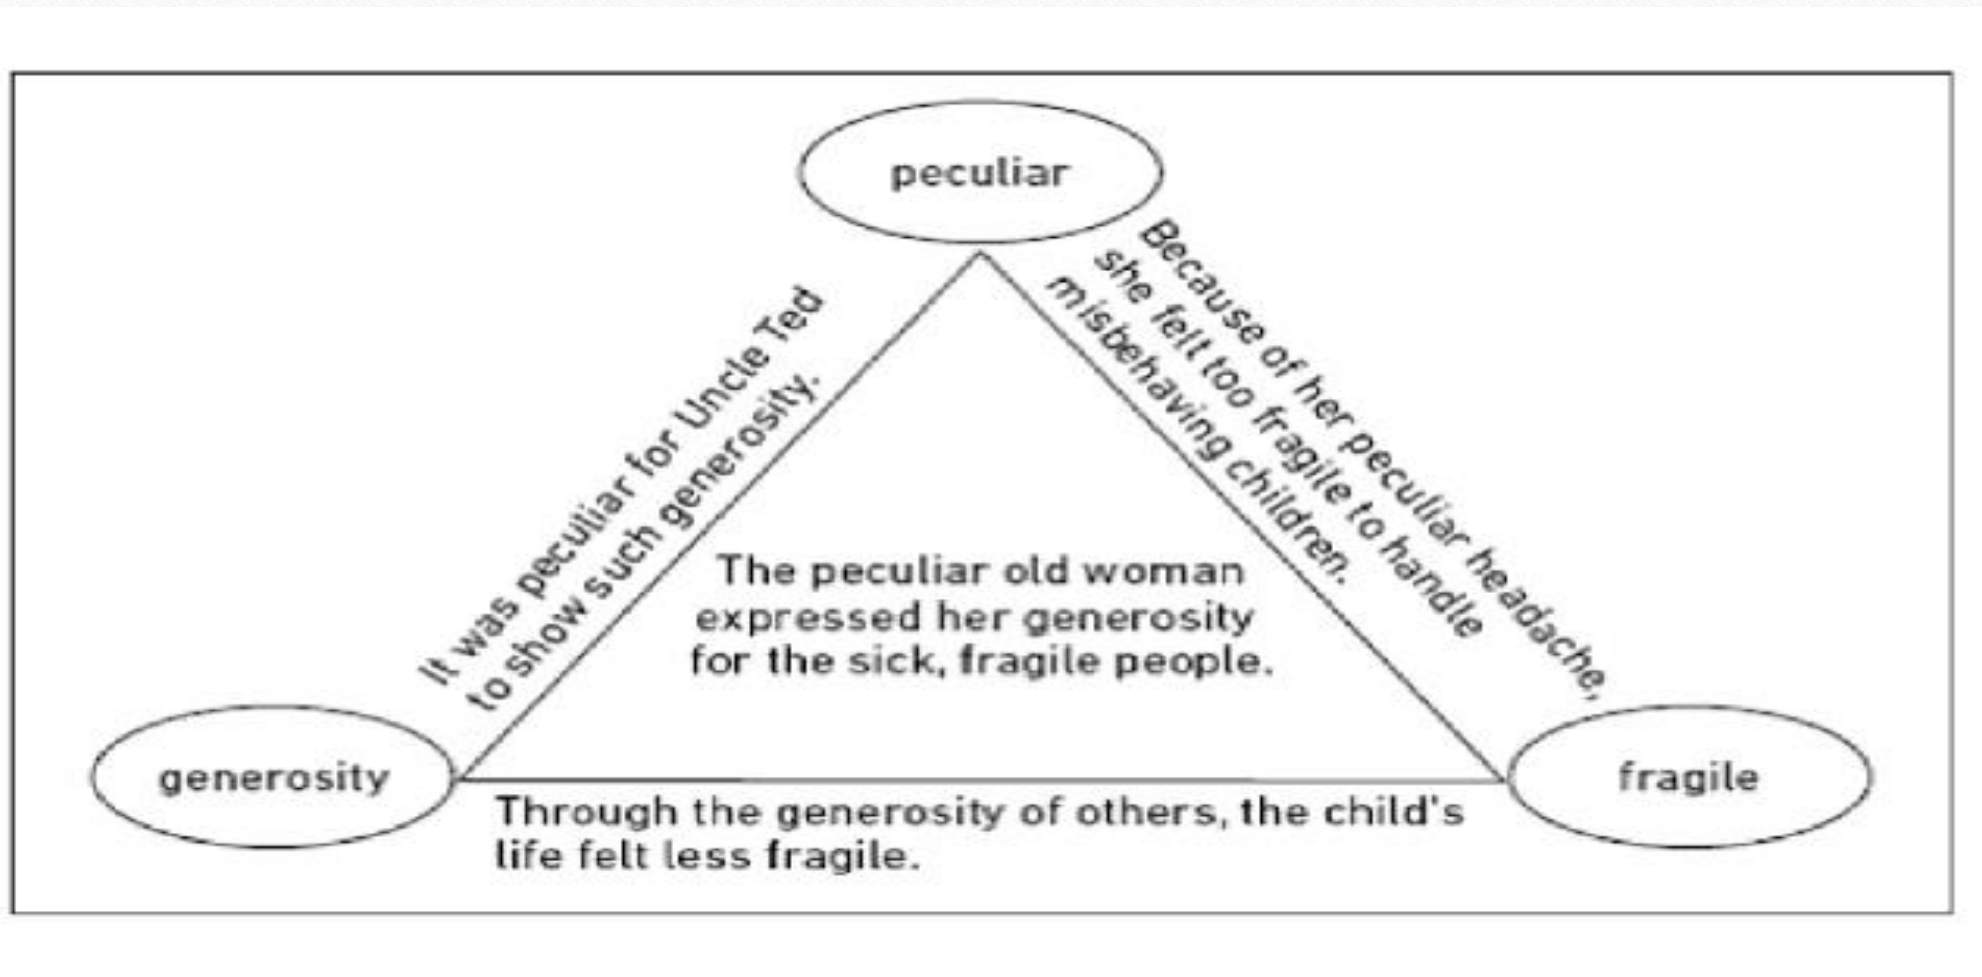 peculiar
It was peculiar for Uncle Ted
to show such generosity.
Because of her peculiar headache,
she felt too fragile to handle
misbehaving children.
The peculiar old woman
expressed her generosity
for the sick, fragile people.
generosity
fragile
Through the generosity of others, the child's
life felt less fragile.